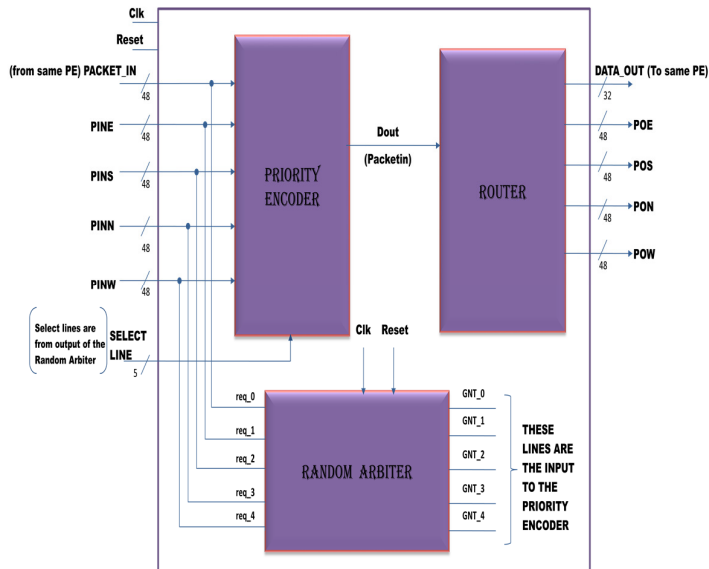 Clk
Reset
(from same PE) PACKET_IN
48
PINE
48
PINS
48
PINN
48
PINW
48
Select lines are
from output of the
Random Arbiter
SELECT
LINE
5
PRIORITY
ENCODER
Dout
(Packetin)
ROUTER
DATA_OUT (To same PE)
32
POE
48
POS
48
PON
48
POW
48
Clk
Reset
req_0
req_1
req_2
req_3
req_4
RANDOM ARBITER
GNT_0
GNT_1
GNT_2
GNT_3
GNT_4
THESE
LINES ARE
THE INPUT
TO THE
PRIORITY
ENCODER